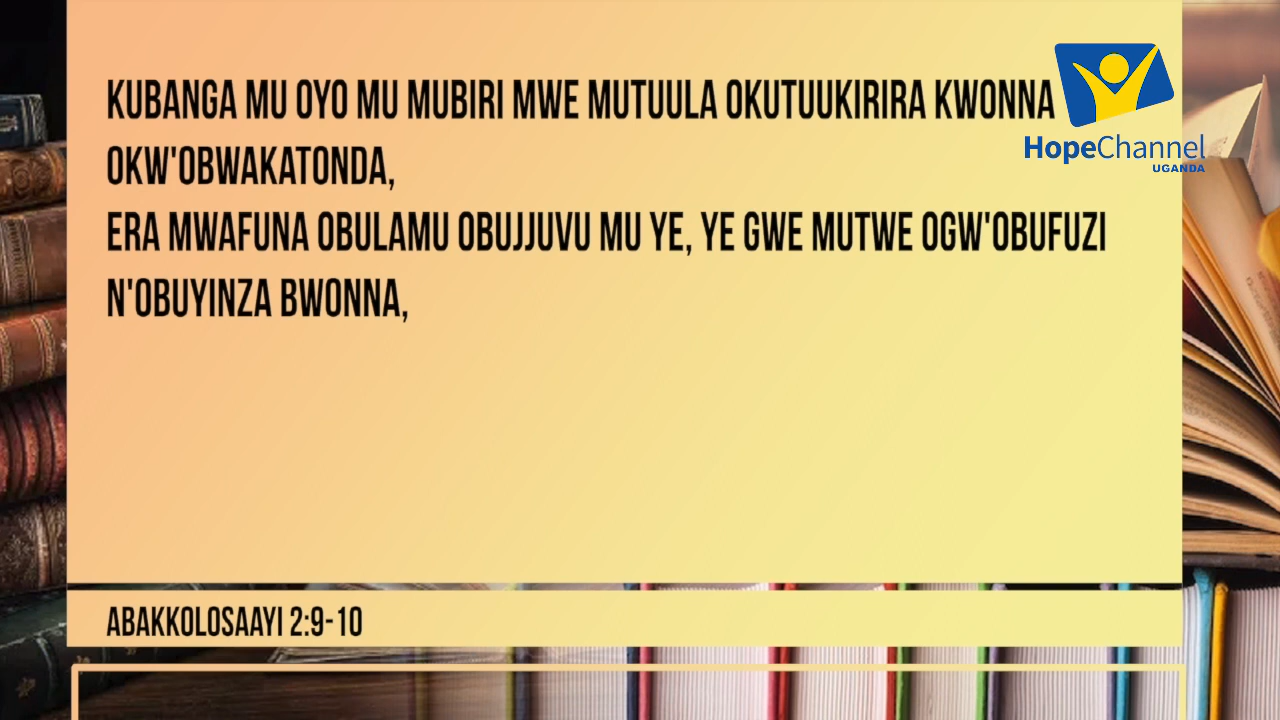 KUBANGA MU OYO MU MUBIRI MWE MUTUULA OKUTUUKIRIRA KWONNA
OKW'OBWAKATONDA,
ERA MWAFUNA OBULAMU OBUJJUVU MU YE, YE GWE MUTWE OGW'OBUFUZI
N'OBUYINZA BWONNA,
HopeChannel
UGANDA
ABAKKOLOSAAYI 2:9-10